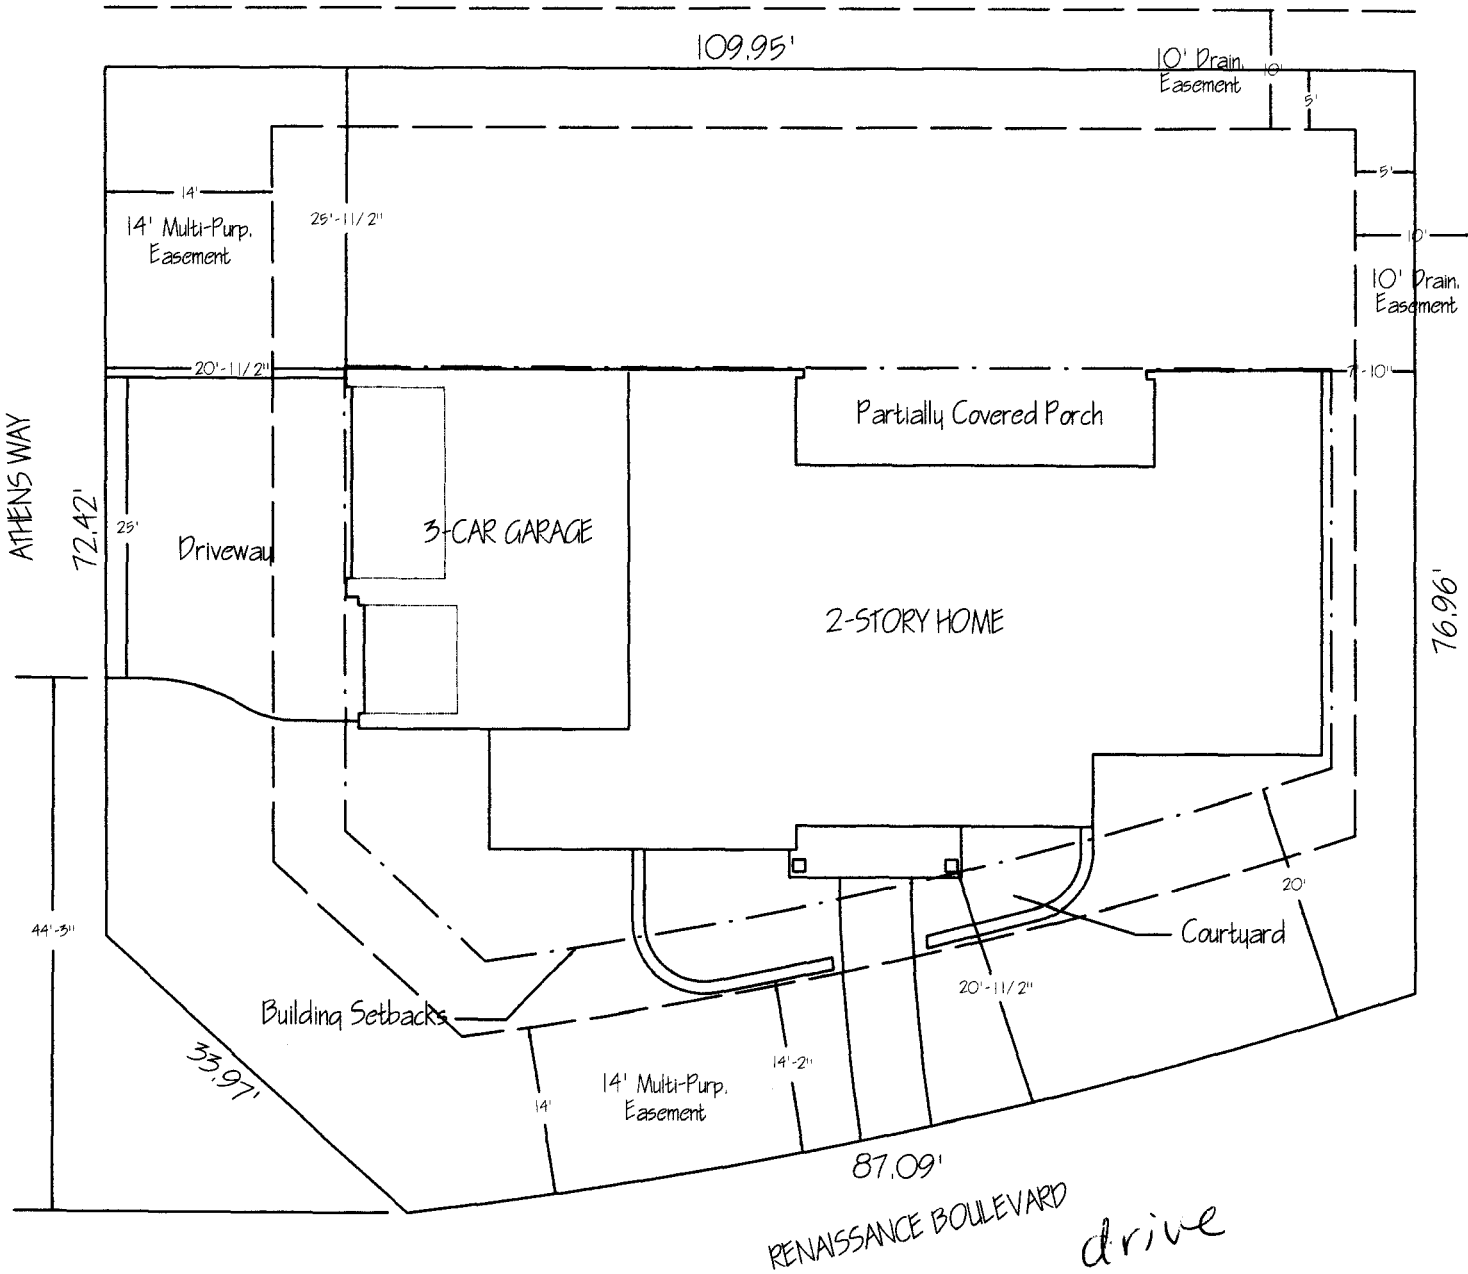 109.95'
10' Drain.
Easement
10'
5'
14'
14' Multi-Purp.
Easement
25'-11/2"
5'
10'
10' Drain.
Easement
20'-11/2"
7'-10"
Partially Covered Porch
ATHENS WAY
72.42'
25'
Driveway
3-CAR GARAGE
2-STORY HOME
76.96'
44'-3"
20'
Courtyard
20'-11/2"
Building Setbacks
33.97'
14'
14' Multi-Purp.
Easement
14'-2"
87.09'
RENAISSANCE BOULEVARD
drive